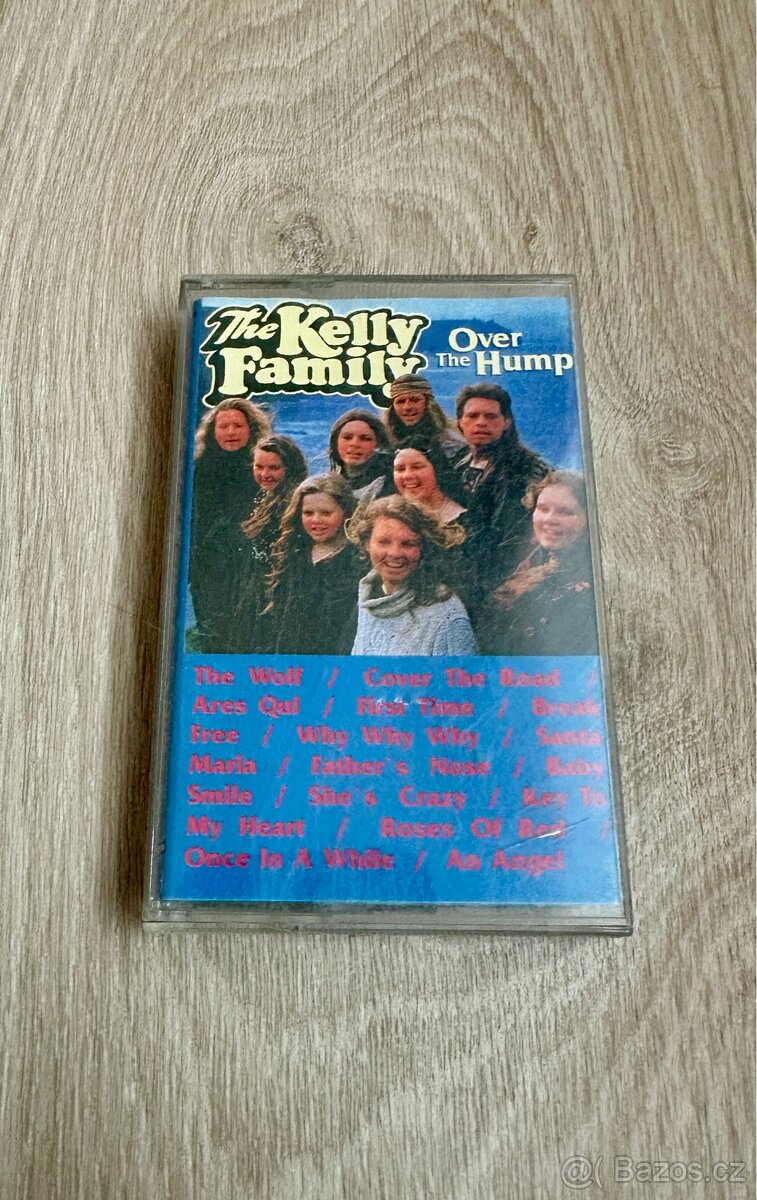 The Kelly
Family
Over
The Hump
The Wolf / Cover The Road /
Ares Qui / First Time / Break
Free / Why Why Why / Santa
Maria / Father's Nose / Baby
Smile / She's Crazy / Key To
My Heart / Roses Of Red /
Once In A While / An Angel
@( Bazos.cz